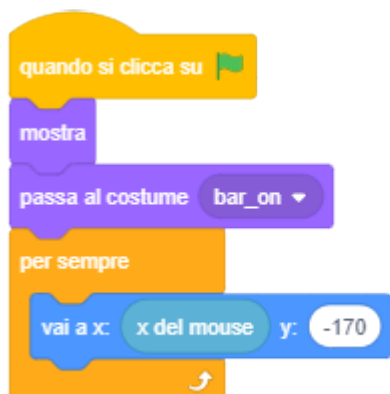 quando si clicca su
mostra
passa al costume bar_on
per sempre
vai a x: x del mouse y: -170